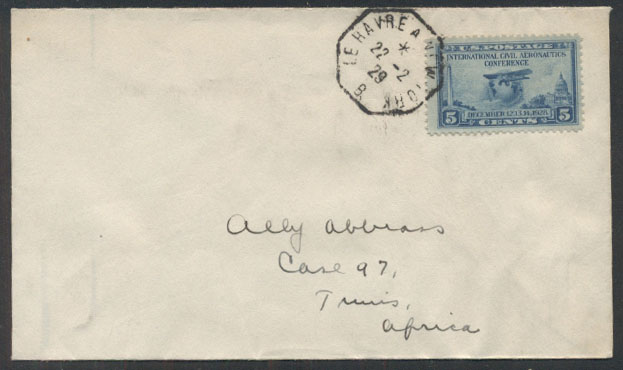 LE HAVRE A NEW YORK B
*
22 -2
29
U.S. POSTAGE
INTERNATIONAL CIVIL AERONAUTICS
CONFERENCE
5 DECEMBER 12.13.14.1928. 5
CENTS
Ally Abbrass
Case 97,
Tunis,
Africa